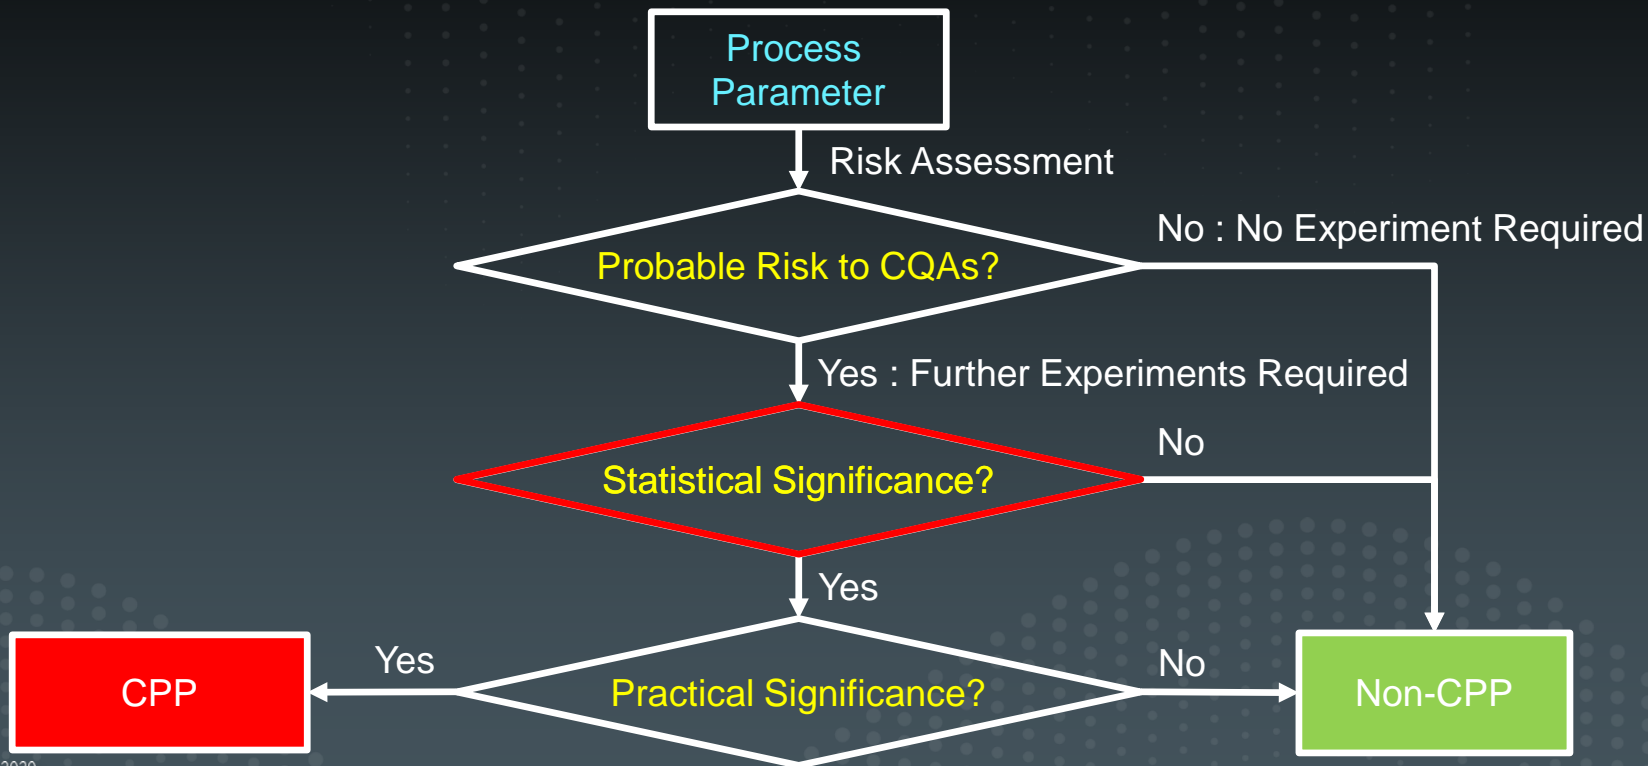 Process
Parameter
Risk Assessment
No : No Experiment Required
Probable Risk to CQAs?
Yes : Further Experiments Required
No
Statistical Significance?
Yes
Yes
No
CPP
Practical Significance?
Non-CPP
2020